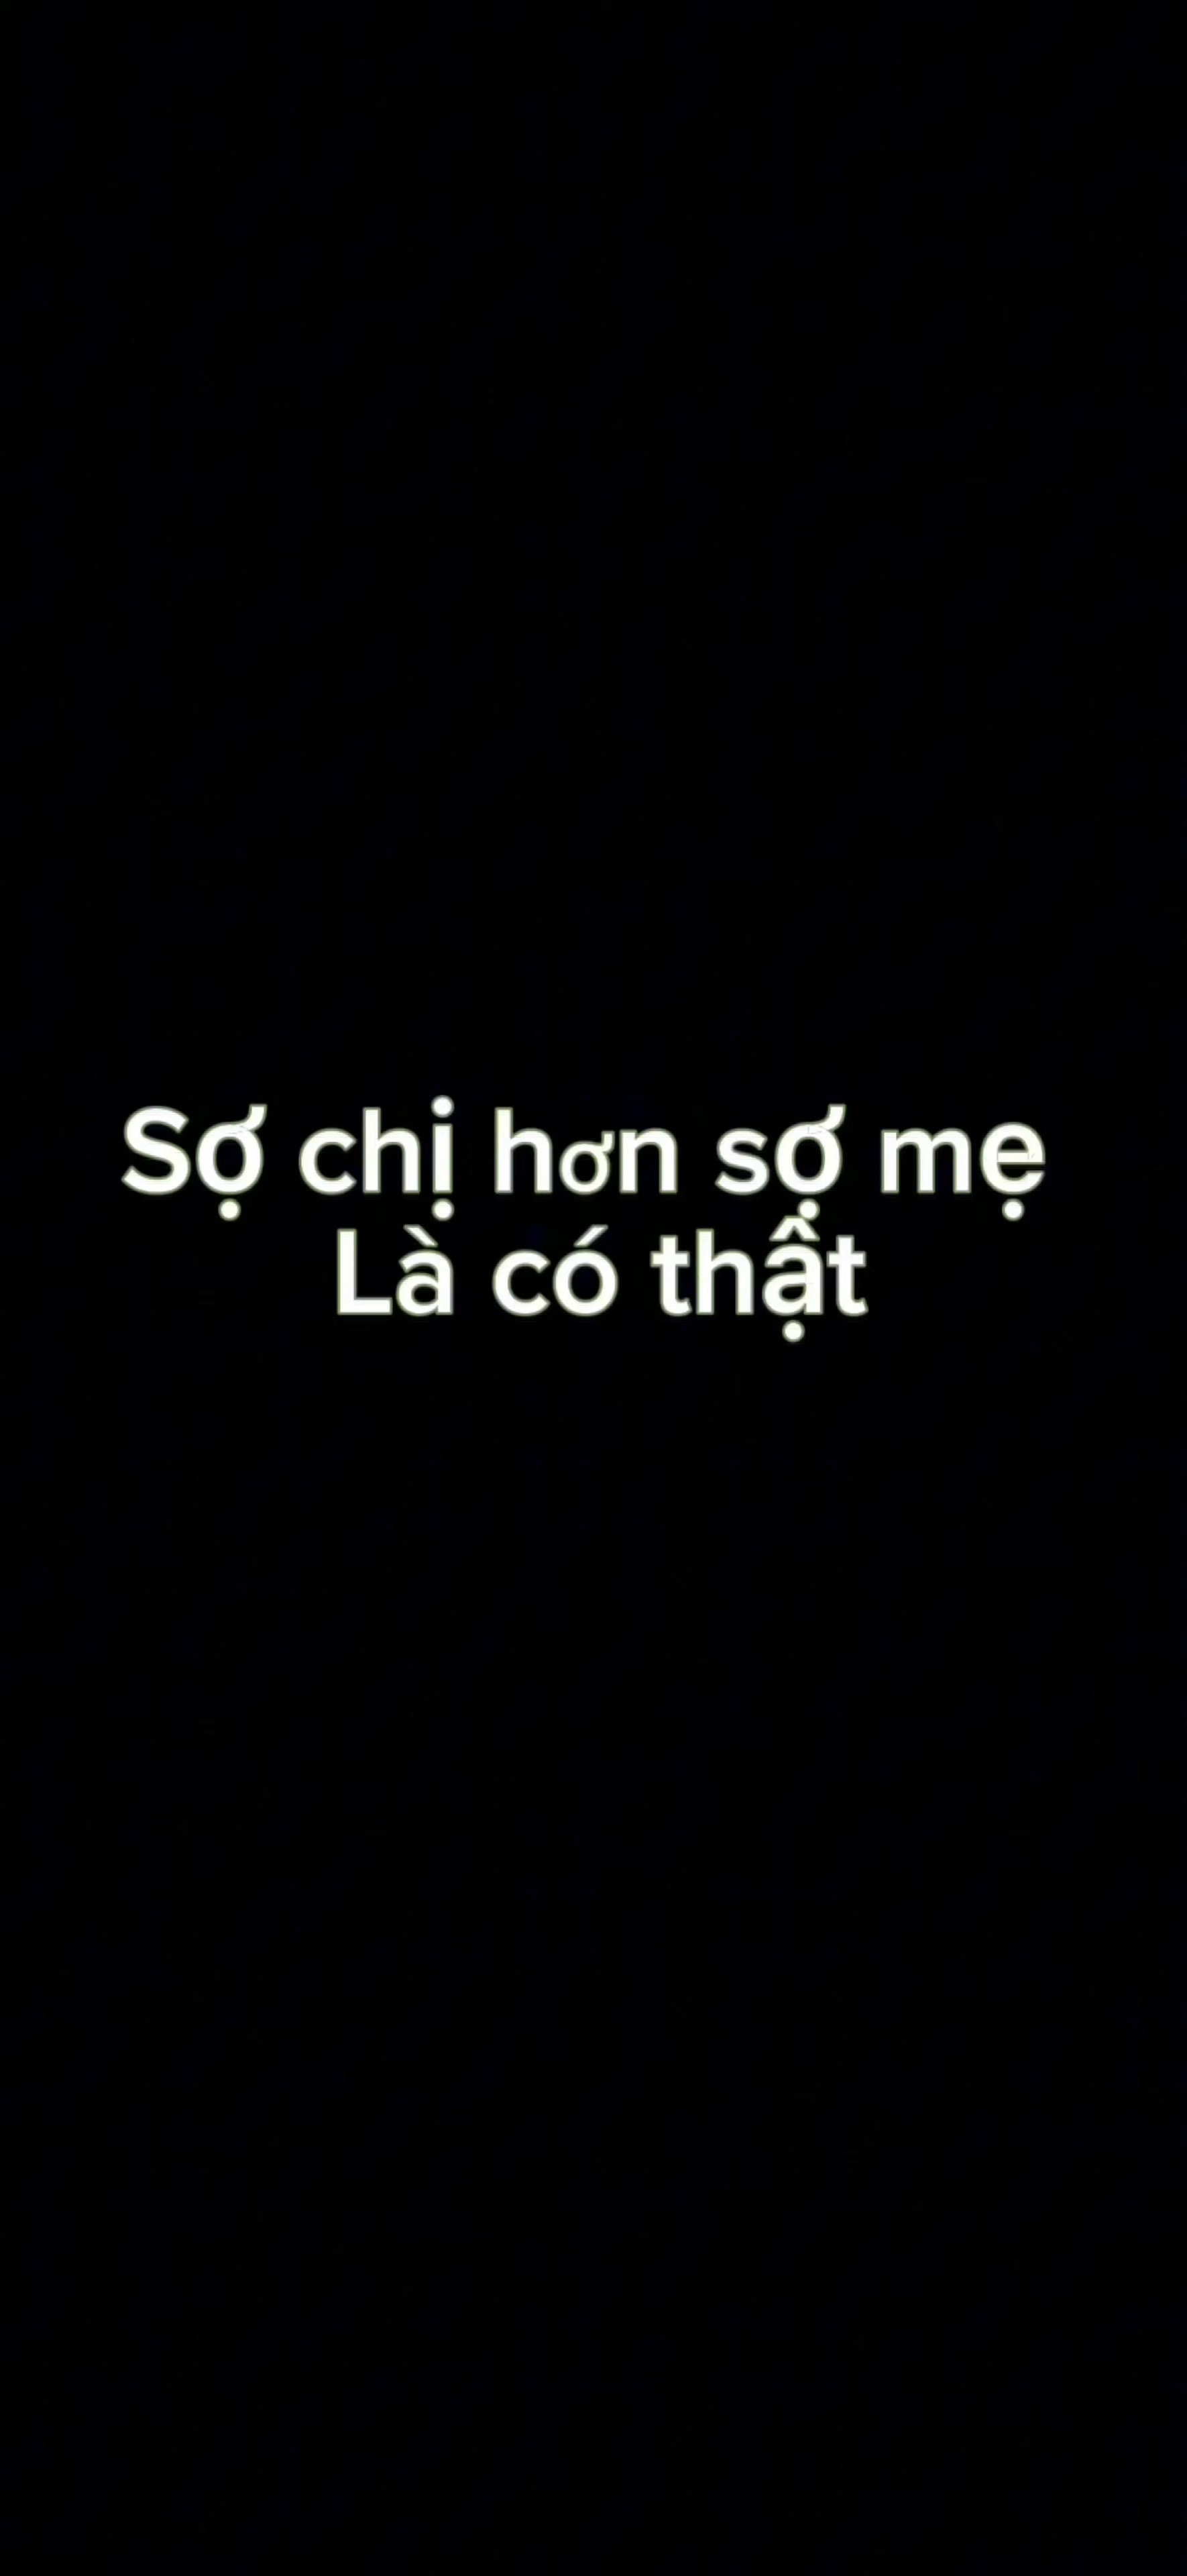 Sợ chị hơn sợ mẹ
Là có thật